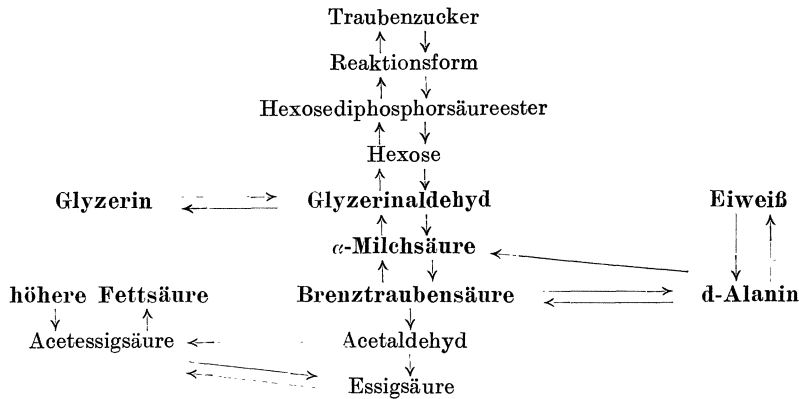 Traubenzucker
Reaktionsform
Hexosediphosphorsäureester
Hexose
Glyzerin Glyzerinaldehyd Eiweiß
α-Milchsäure
höhere Fettsäure Brenztraubensäure d-Alanin
Acetessigsäure Acetaldehyd
Essigsäure